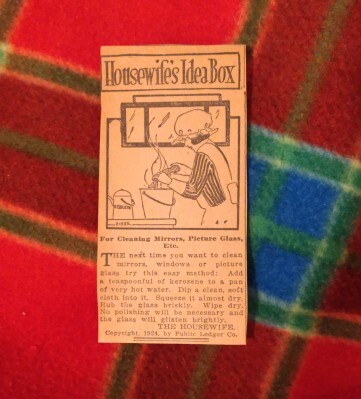 Housewife's Idea Box
For Cleaning Mirrors, Picture Glass,
Etc.
THE next time you want to clean
mirrors, windows or picture
glass try this easy method: Add
a teaspoonful of kerosene to a pan
of very hot water. Dip a clean, soft
cloth into it. Squeeze it almost dry.
Rub the glass briskly. Wipe dry.
No polishing will be necessary and
the glass will glisten brightly.
THE HOUSEWIFE.
Copyright, 1924, by Public Ledger Co.